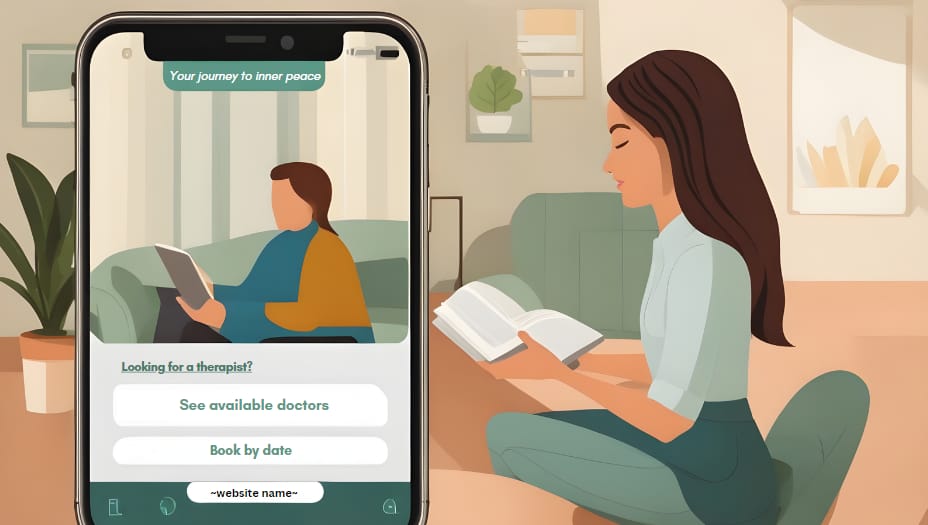 Your journey to inner peace
Looking for a therapist?
See available doctors
Book by date
~website name~